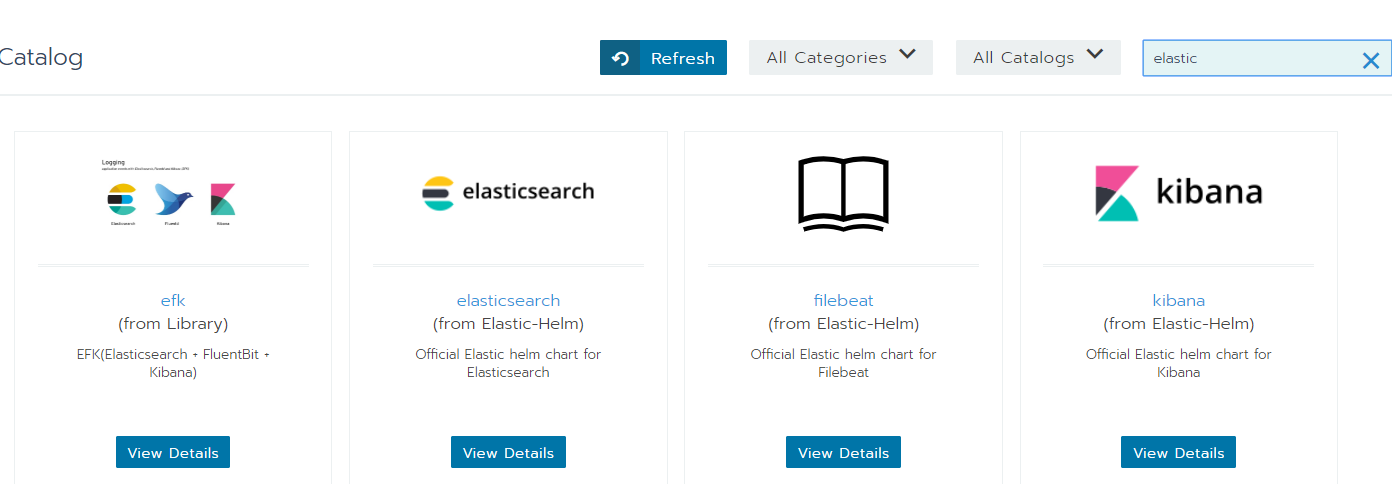 Catalog
Refresh
All Categories
All Catalogs
elastic
Logging
Elasticsearch
FluentBit
Kibana
efk
(from Library)
EFK(Elasticsearch + FluentBit +
Kibana)
View Details
elasticsearch
elasticsearch
(from Elastic-Helm)
Official Elastic helm chart for
Elasticsearch
View Details
filebeat
(from Elastic-Helm)
Official Elastic helm chart for
Filebeat
View Details
kibana
kibana
(from Elastic-Helm)
Official Elastic helm chart for
Kibana
View Details